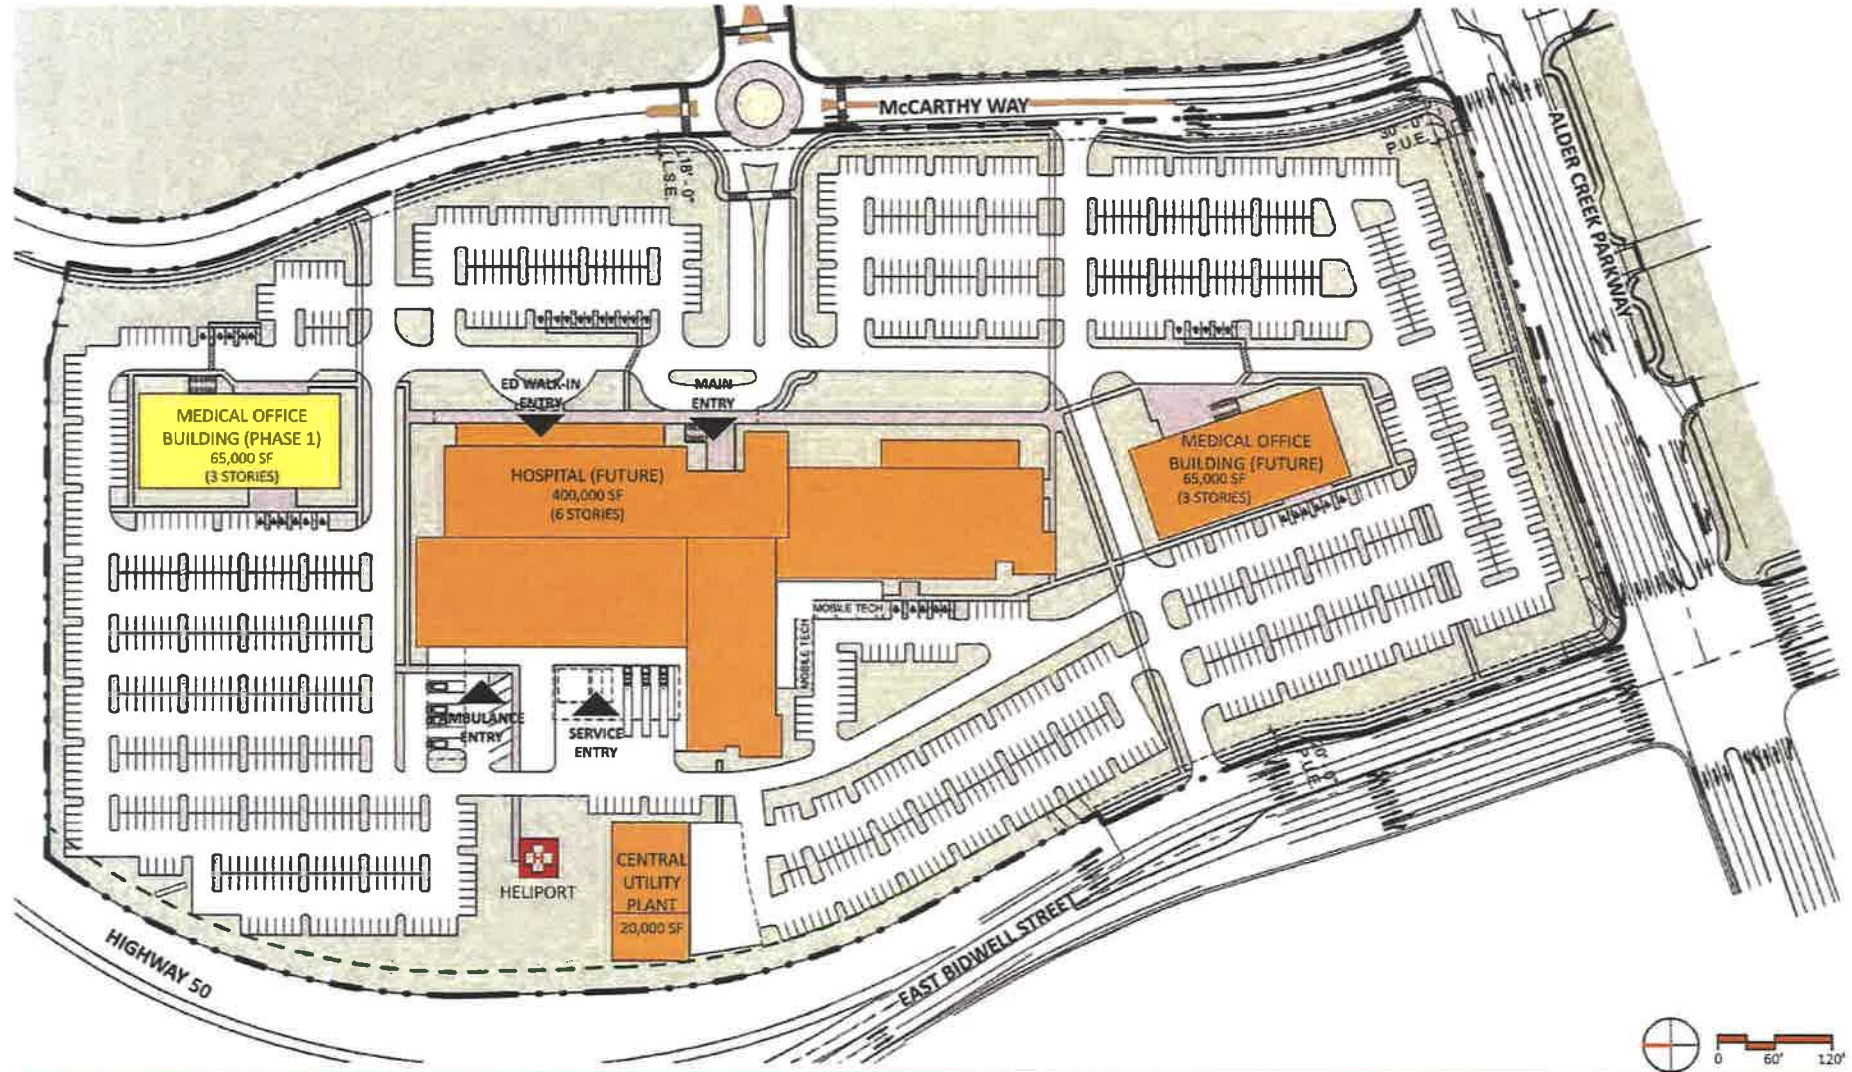 McCARTHY WAY
ALDER CREEK PARKWAY
30'-0"
P.U.E.
18'-0"
L.S.E.
ED WALK-IN
ENTRY
MAIN
ENTRY
MEDICAL OFFICE
BUILDING (PHASE 1)
65,000 SF
(3 STORIES)
HOSPITAL (FUTURE)
400,000 SF
(6 STORIES)
MEDICAL OFFICE
BUILDING (FUTURE)
65,000 SF
(3 STORIES)
MOBILE TECH
MOBILE TECH
AMBULANCE
ENTRY
SERVICE
ENTRY
P.U.E.
HELIPORT
CENTRAL
UTILITY
PLANT
20,000 SF
HIGHWAY 50
EAST BIDWELL STREET
0 60' 120'